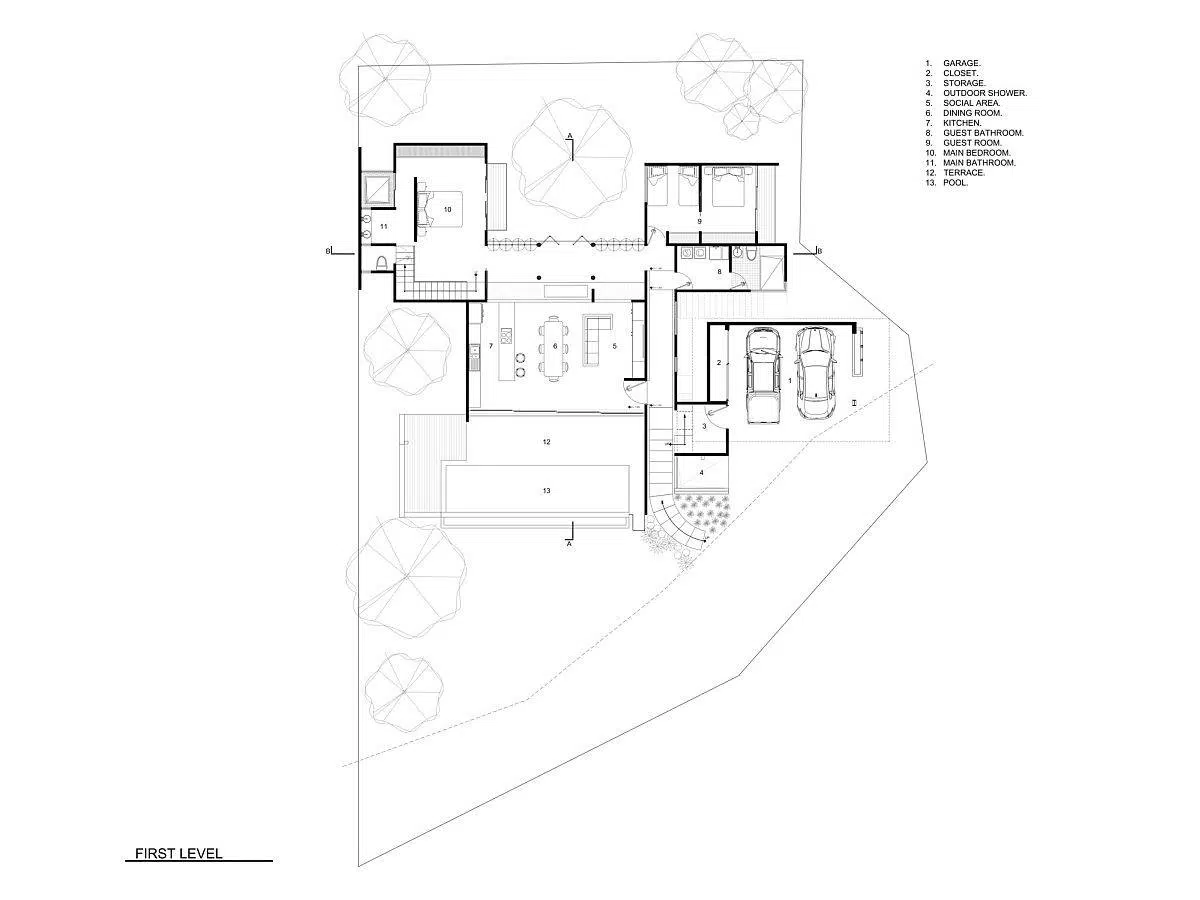 1. GARAGE.
2. CLOSET.
3. STORAGE.
4. OUTDOOR SHOWER.
5. SOCIAL AREA.
6. DINING ROOM.
7. KITCHEN.
8. GUEST BATHROOM.
9. GUEST ROOM.
10. MAIN BEDROOM.
11. MAIN BATHROOM.
12. TERRACE.
13. POOL.
A
10
9
11
B
B
8
7
6
5
2
1
3
12
4
13
A
FIRST LEVEL